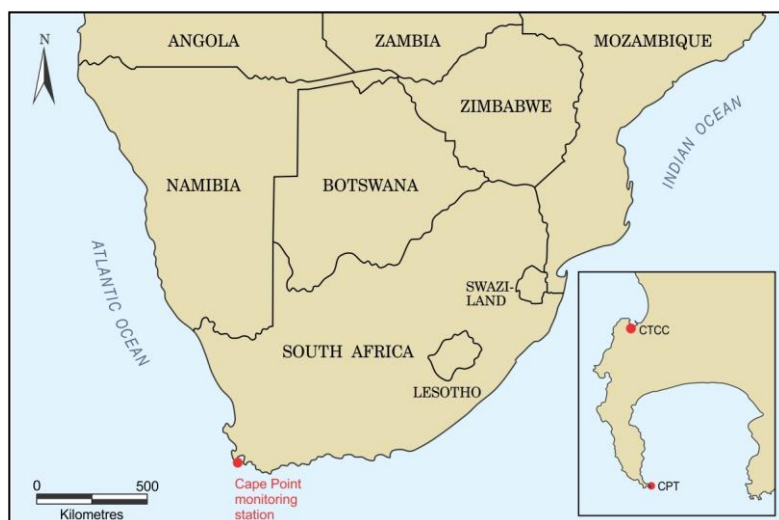 N
ANGOLA
ZAMBIA
MOZAMBIQUE
ZIMBABWE
INDIAN OCEAN
NAMIBIA
BOTSWANA
ATLANTIC OCEAN
SWAZI-
LAND
SOUTH AFRICA
LESOTHO
CTCC
CPT
Cape Point
monitoring
station
0 500
Kilometres